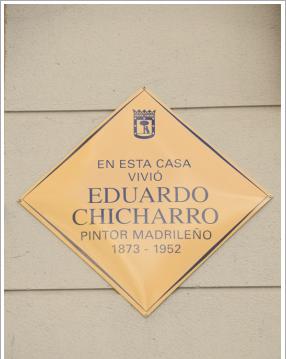 EN ESTA CASA
VIVIÓ
EDUARDO
CHICHARRO
PINTOR MADRILEÑO
1873 - 1952